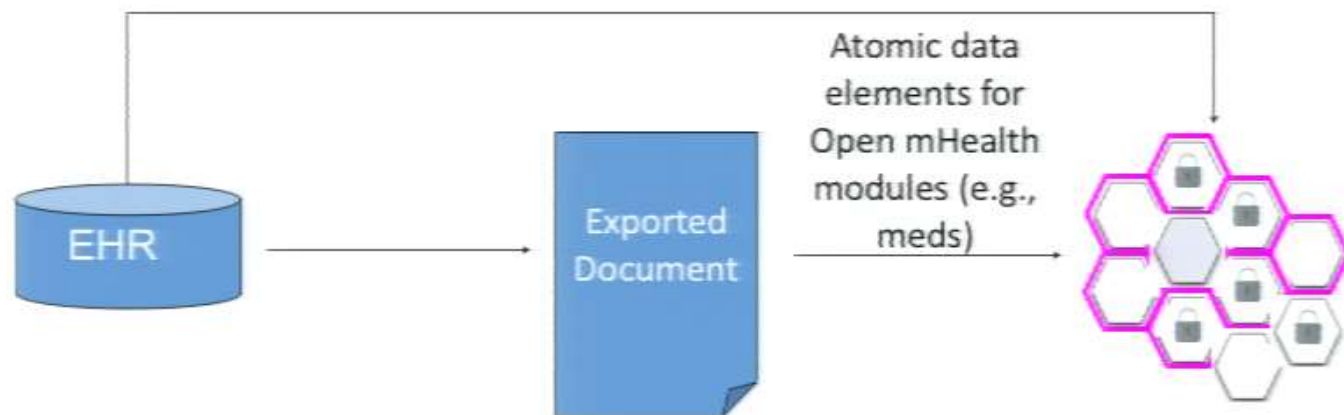 EHR
Exported
Document
Atomic data
elements for
Open mHealth
modules (e.g.,
meds)